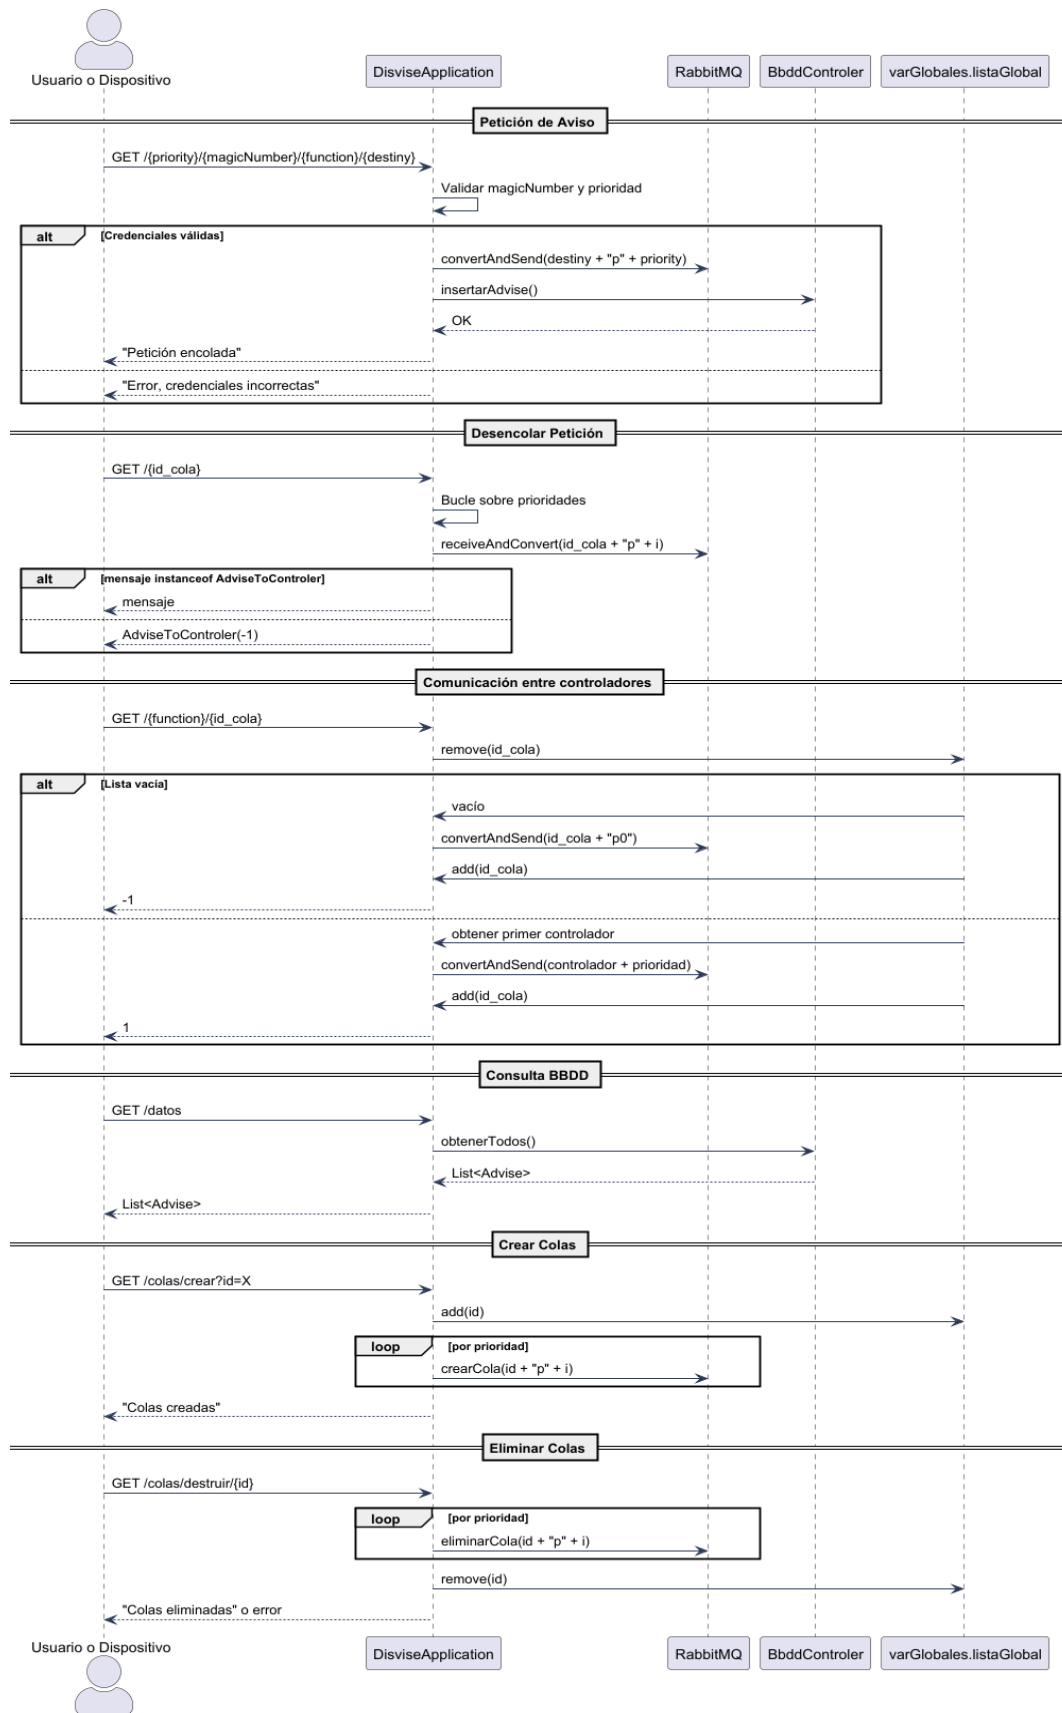 Usuario o Dispositivo
DisviseApplication
RabbitMQ
BbddControler
varGlobales.listaGlobal
Petición de Aviso
GET /{priority}/{magicNumber}/{function}/{destiny}
Validar magicNumber y prioridad
alt
[Credenciales válidas]
convertAndSend(destiny + "p" + priority)
insertarAdvise()
OK
"Petición encolada"
"Error, credenciales incorrectas"
Desencolar Petición
GET /{id_cola}
Bucle sobre prioridades
receiveAndConvert(id_cola + "p" + i)
alt
[mensaje instanceof AdviseToControler]
mensaje
AdviseToControler(-1)
Comunicación entre controladores
GET /{function}/{id_cola}
remove(id_cola)
alt
[Lista vacía]
vacío
convertAndSend(id_cola + "p0")
add(id_cola)
-1
obtener primer controlador
convertAndSend(controlador + prioridad)
add(id_cola)
1
Consulta BBDD
GET /datos
obtenerTodos()
List<Advise>
List<Advise>
Crear Colas
GET /colas/crear?id=X
add(id)
loop
[por prioridad]
crearCola(id + "p" + i)
"Colas creadas"
Eliminar Colas
GET /colas/destruir/{id}
loop
[por prioridad]
eliminarCola(id + "p" + i)
remove(id)
"Colas eliminadas" o error
Usuario o Dispositivo
DisviseApplication
RabbitMQ
BbddControler
varGlobales.listaGlobal